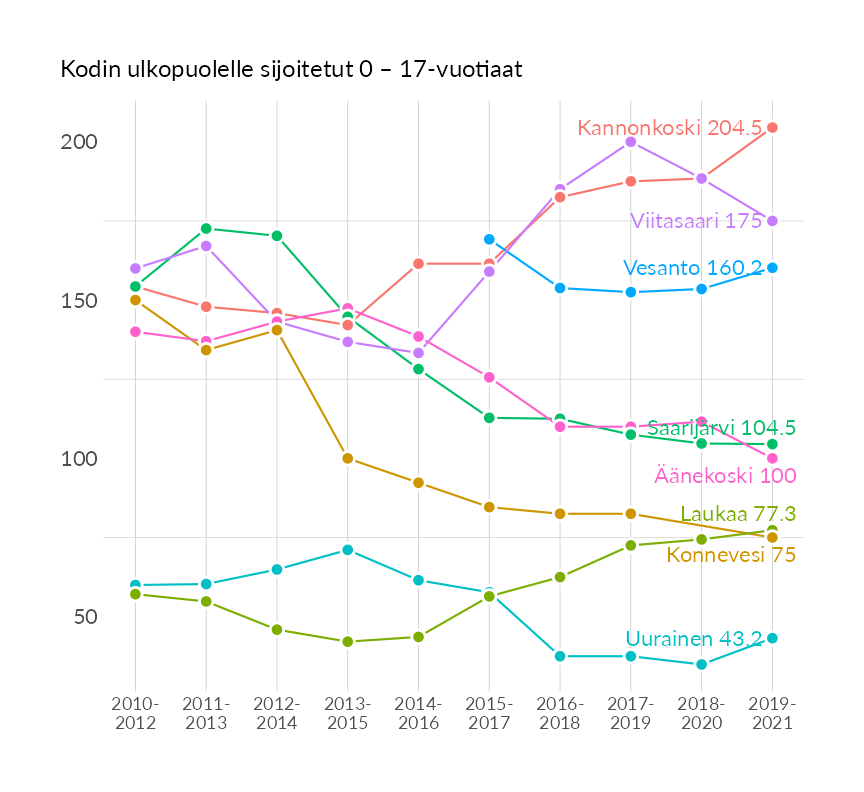 Kodin ulkopuolelle sijoitetut 0 – 17-vuotiaat
200
150
100
50
Kannonkoski 204.5
Viitasaari 175
Vesanto 160.2
Saarijärvi 104.5
Äänekoski 100
Laukaa 77.3
Konnevesi 75
Uurainen 43.2
2010-
2012
2011-
2013
2012-
2014
2013-
2015
2014-
2016
2015-
2017
2016-
2018
2017-
2019
2018-
2020
2019-
2021